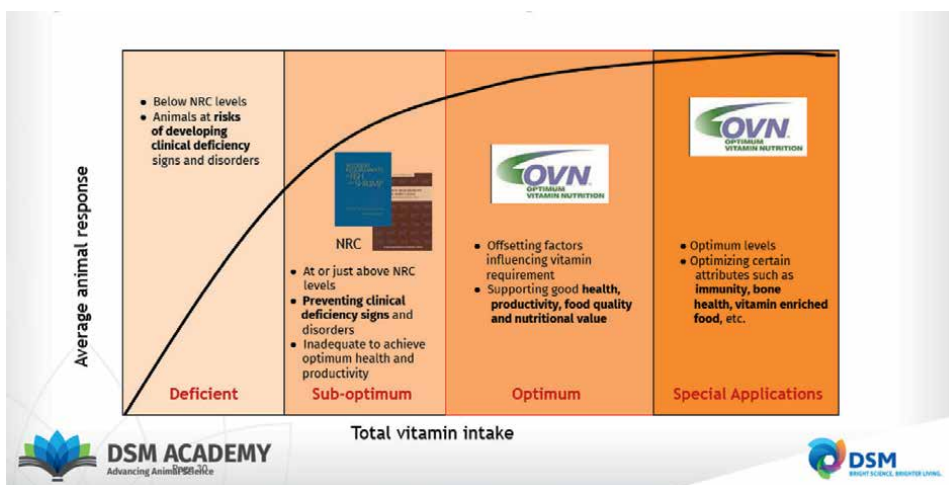 Average animal response
• Below NRC levels
• Animals at risks
of developing
clinical deficiency
signs and disorders
Deficient
NRC
• At or just above NRC
levels
• Preventing clinical
deficiency signs and
disorders
• Inadequate to achieve
optimum health and
productivity
Sub-optimum
OVN™
OPTIMUM
VITAMIN NUTRITION
• Offsetting factors
influencing vitamin
requirement
• Supporting good health,
productivity, food quality
and nutritional value
Optimum
OVN™
OPTIMUM
VITAMIN NUTRITION
• Optimum levels
• Optimizing certain
attributes such as
immunity, bone
health, vitamin enriched
food, etc.
Special Applications
Total vitamin intake
DSM ACADEMY
Advancing Animal Science
DSM
BRIGHT SCIENCE. BRIGHTER LIVING.